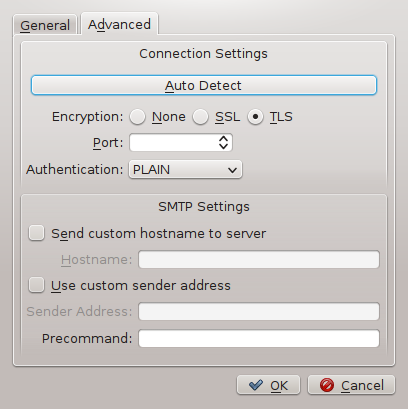 General Advanced
Connection Settings
Auto Detect
Encryption: None SSL TLS
Port:
Authentication: PLAIN
SMTP Settings
Send custom hostname to server
Hostname:
Use custom sender address
Sender Address:
Precommand:
OK Cancel